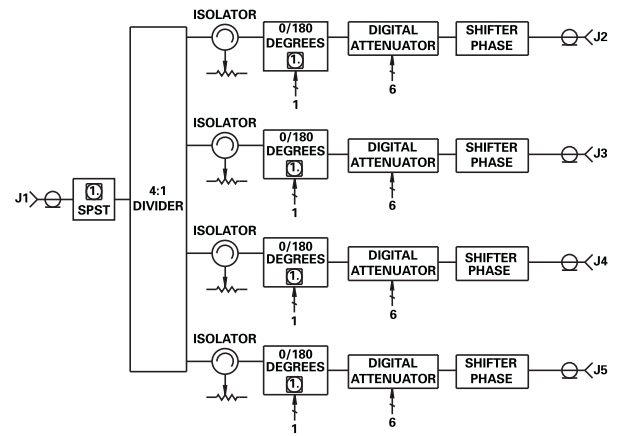 ISOLATOR
0/180
DEGREES
1.
1
DIGITAL
ATTENUATOR
6
SHIFTER
PHASE
J2
ISOLATOR
0/180
DEGREES
1.
1
DIGITAL
ATTENUATOR
6
SHIFTER
PHASE
J3
J1
1.
SPST
4:1
DIVIDER
ISOLATOR
0/180
DEGREES
1.
1
DIGITAL
ATTENUATOR
6
SHIFTER
PHASE
J4
ISOLATOR
0/180
DEGREES
1.
1
DIGITAL
ATTENUATOR
6
SHIFTER
PHASE
J5